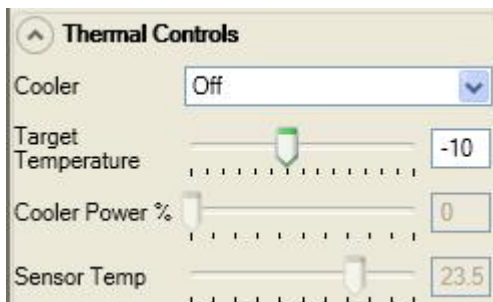 Thermal Controls
Cooler Off
Target
Temperature -10
Cooler Power % 0
Sensor Temp 23.5